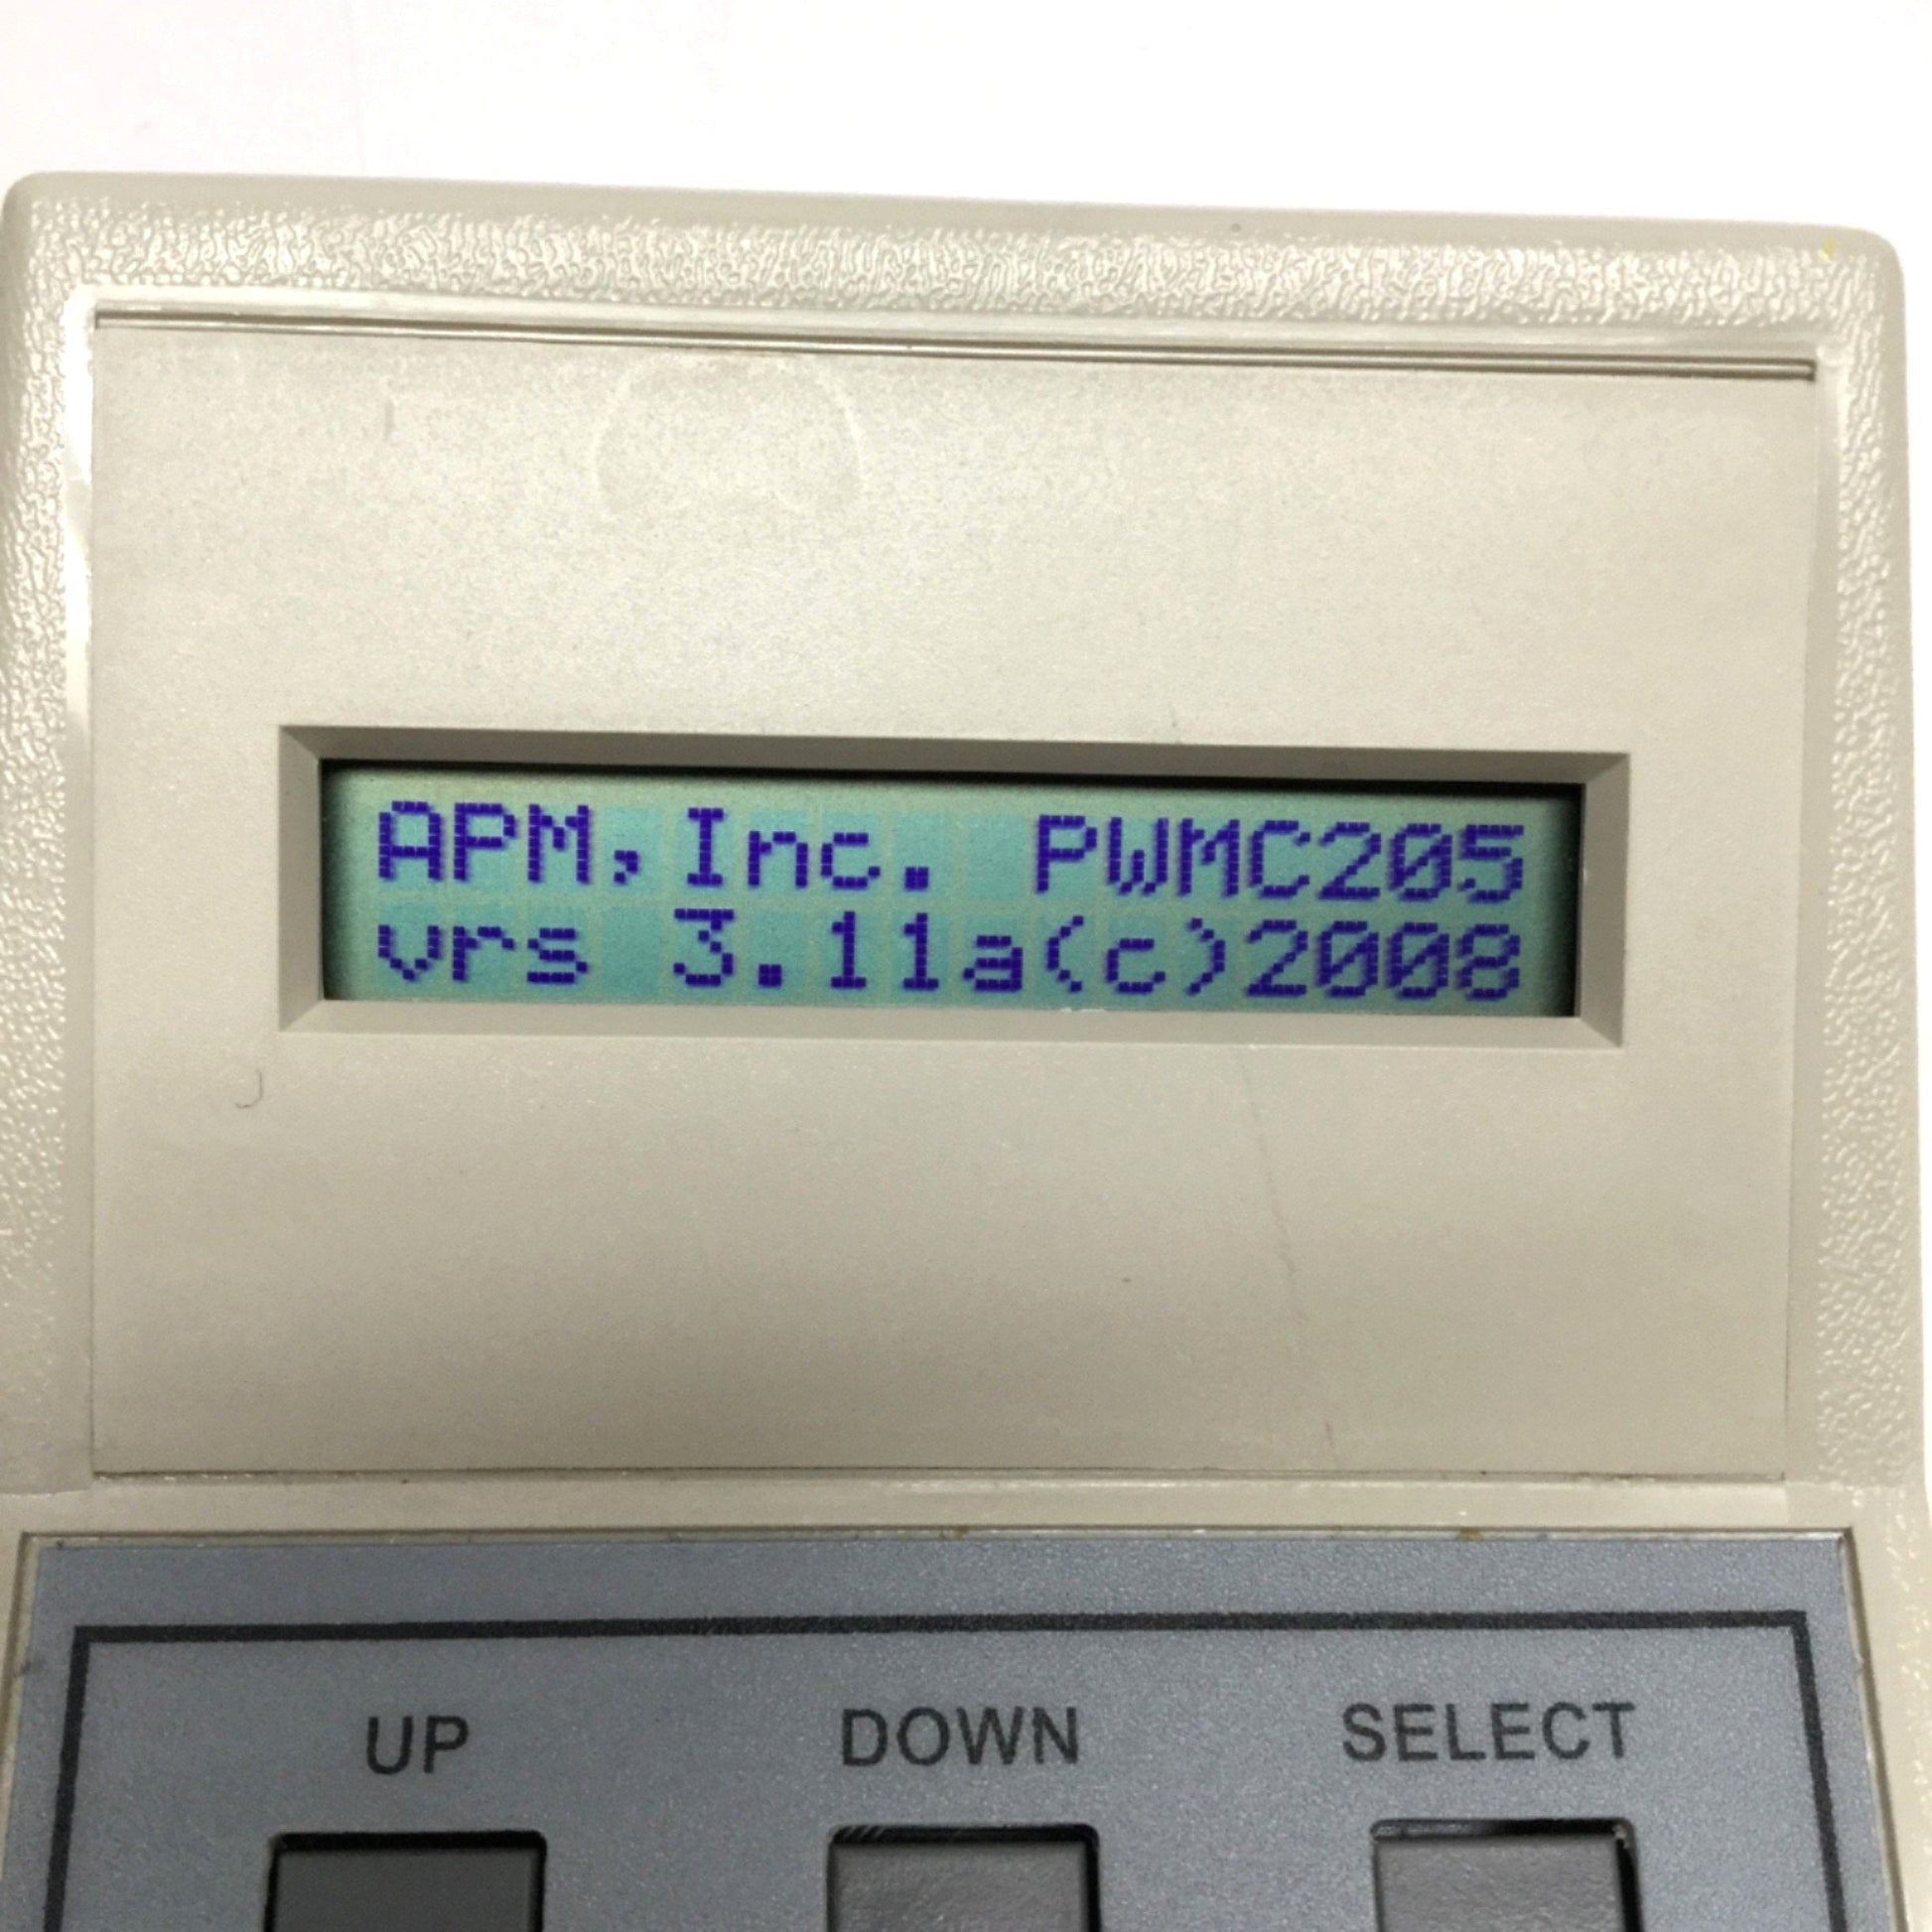 APM,Inc. PWMC205
vrs 3.11a(c)2008
UP DOWN SELECT